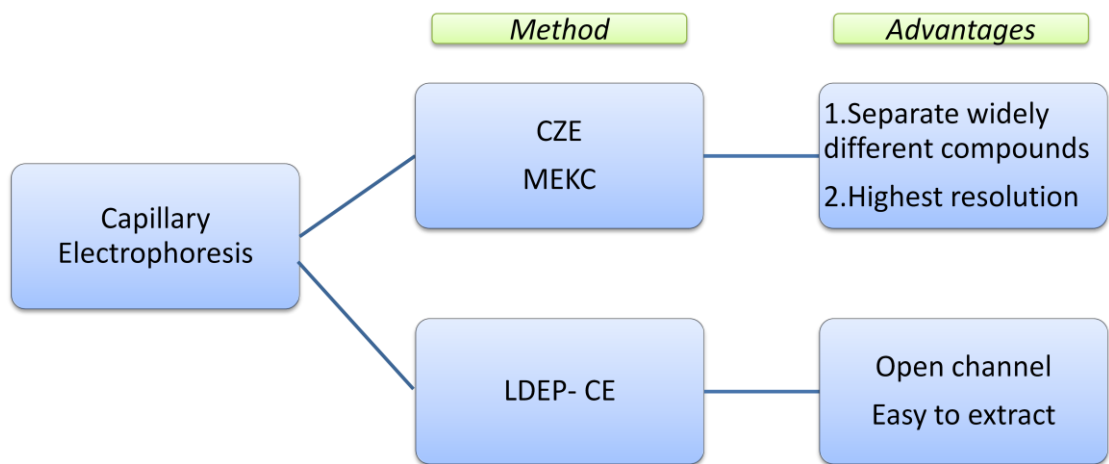 Method
Advantages
CZE
MEKC
1.Separate widely
different compounds
2.Highest resolution
Capillary
Electrophoresis
LDEP- CE
Open channel
Easy to extract